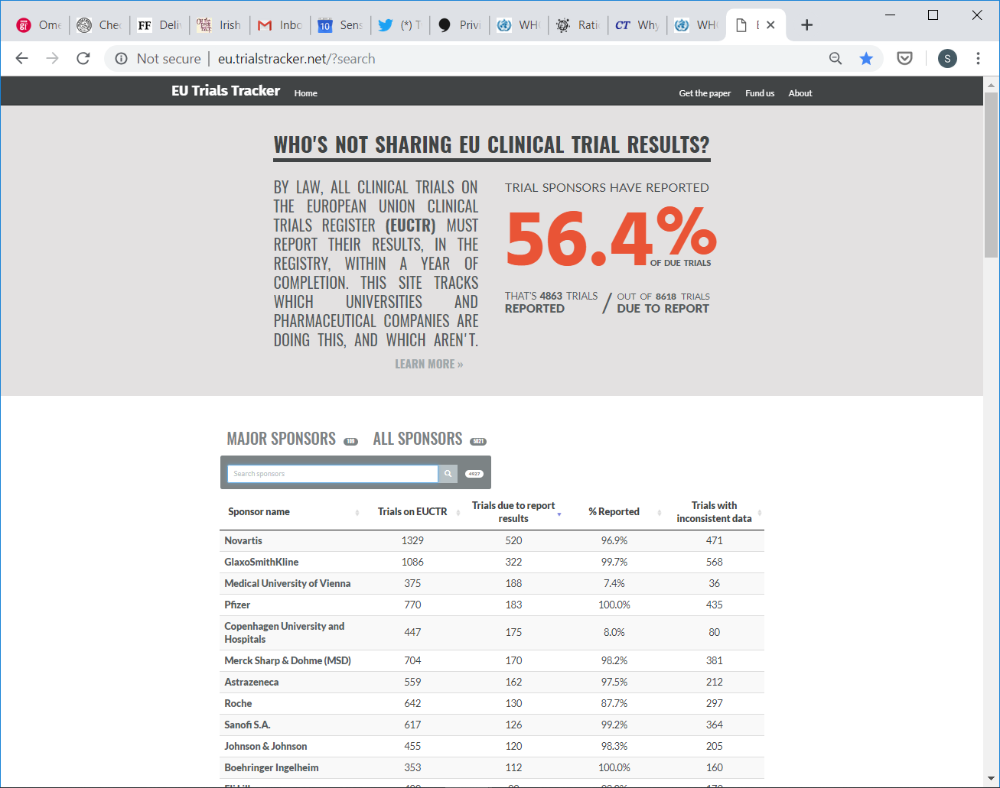 Ome Chec FF Deliv Irish Inbo 10 Sens (*) T Privi WHO Rati CT Why WHO E
Not secure | eu.trialstracker.net/?search S
EU Trials Tracker Home Get the paper Fund us About
WHO'S NOT SHARING EU CLINICAL TRIAL RESULTS?
BY LAW, ALL CLINICAL TRIALS ON
THE EUROPEAN UNION CLINICAL
TRIALS REGISTER (EUCTR) MUST
REPORT THEIR RESULTS, IN THE
REGISTRY, WITHIN A YEAR OF
COMPLETION. THIS SITE TRACKS
WHICH UNIVERSITIES AND
PHARMACEUTICAL COMPANIES ARE
DOING THIS, AND WHICH AREN'T.
LEARN MORE »
TRIAL SPONSORS HAVE REPORTED
56.4%
OF DUE TRIALS
THAT'S 4863 TRIALS
REPORTED
/
OUT OF 8618 TRIALS
DUE TO REPORT
MAJOR SPONSORS 100 ALL SPONSORS 5021
Search sponsors 4927
Sponsor name Trials on EUCTR Trials due to report results % Reported Trials with inconsistent data
Novartis 1329 520 96.9% 471
GlaxoSmithKline 1086 322 99.7% 568
Medical University of Vienna 375 188 7.4% 36
Pfizer 770 183 100.0% 435
Copenhagen University and Hospitals 447 175 8.0% 80
Merck Sharp & Dohme (MSD) 704 170 98.2% 381
Astrazeneca 559 162 97.5% 212
Roche 642 130 87.7% 297
Sanofi S.A. 617 126 99.2% 364
Johnson & Johnson 455 120 98.3% 205
Boehringer Ingelheim 353 112 100.0% 160